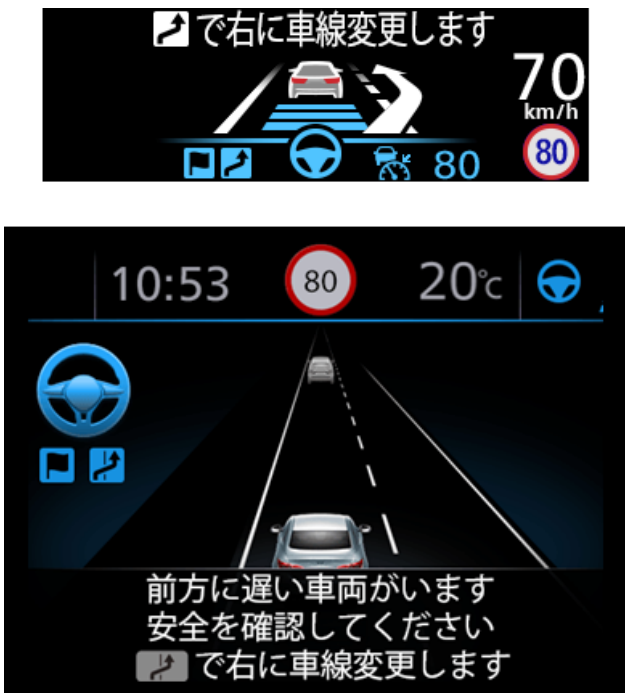 で右に車線変更します
70
km/h
80
80
10:53
80
20℃
前方に遅い車両がいます
安全を確認してください
で右に車線変更します